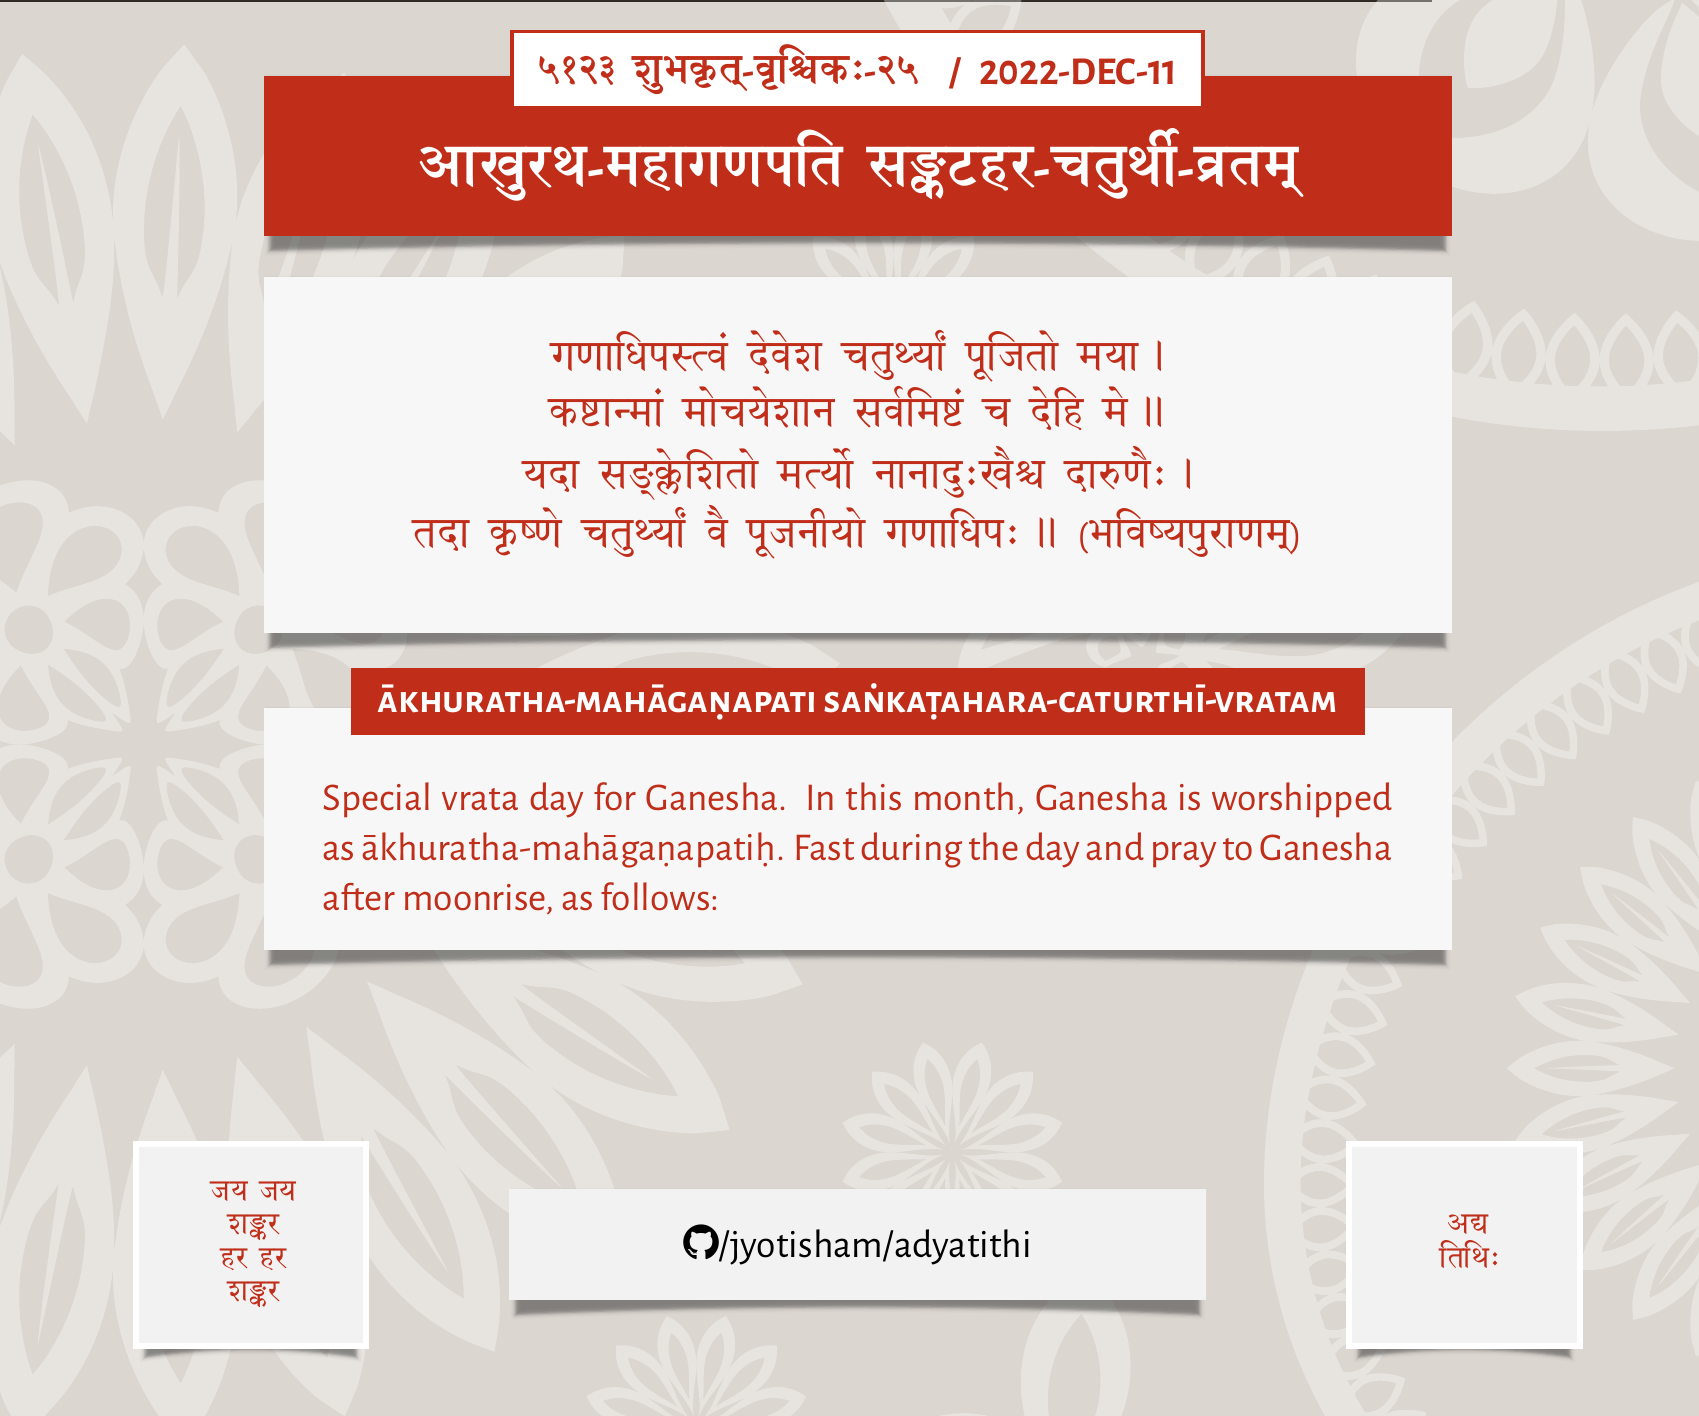 ५१२३ शुभकृत्-वृश्चिकः-२५ / 2022-DEC-11
आखुरथ-महागणपति सङ्कटहर-चतुर्थी-व्रतम्
गणाधिपस्त्वं देवेश चतुर्थ्यां पूजितो मया ।
कष्टान्मां मोचयेशान सर्वमिष्टं च देहि मे ॥
यदा सङ्क्लेशितो मर्त्यो नानादुःखैश्च दारुणैः ।
तदा कृष्णे चतुर्थ्यां वै पूजनीयो गणाधिपः ॥ (भविष्यपुराणम्)
ĀKHURATHA-MAHĀGAṆAPATI SAṄKAṬAHARA-CATURTHĪ-VRATAM
Special vrata day for Ganesha. In this month, Ganesha is worshipped
as ākhuratha-mahāgaṇapatiḥ. Fast during the day and pray to Ganesha
after moonrise, as follows:
जय जय
शङ्कर
हर हर
शङ्कर
/jyotisham/adyatithi
अद्य
तिथिः